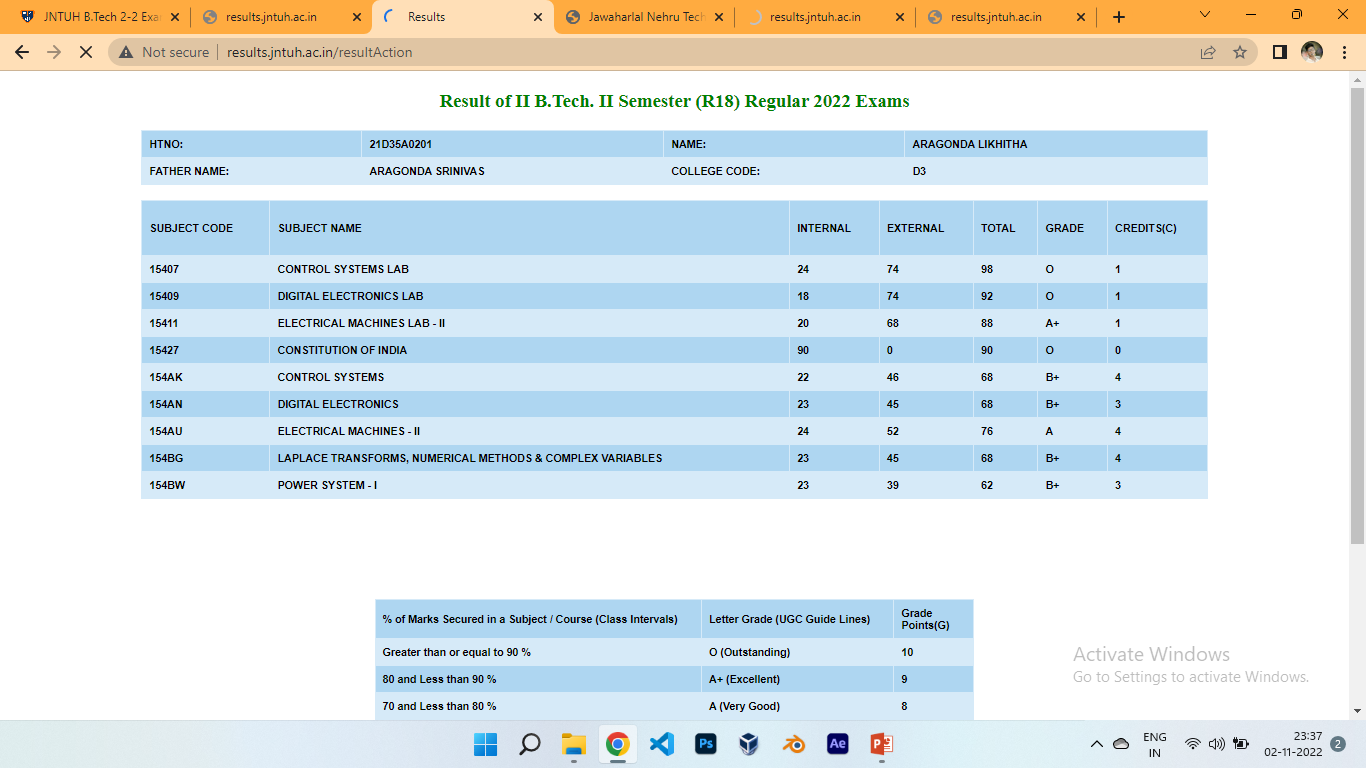 JNTUH B.Tech 2-2 Exa
results.jntuh.ac.in
Results
Jawaharlal Nehru Tech
results.jntuh.ac.in
results.jntuh.ac.in
Not secure results.jntuh.ac.in/resultAction
Result of II B.Tech. II Semester (R18) Regular 2022 Exams
HTNO: 21D35A0201 NAME: ARAGONDA LIKHITHA
FATHER NAME: ARAGONDA SRINIVAS COLLEGE CODE: D3
SUBJECT CODE SUBJECT NAME INTERNAL EXTERNAL TOTAL GRADE CREDITS(C)
15407 CONTROL SYSTEMS LAB 24 74 98 O 1
15409 DIGITAL ELECTRONICS LAB 18 74 92 O 1
15411 ELECTRICAL MACHINES LAB - II 20 68 88 A+ 1
15427 CONSTITUTION OF INDIA 90 0 90 O 0
154AK CONTROL SYSTEMS 22 46 68 B+ 4
154AN DIGITAL ELECTRONICS 23 45 68 B+ 3
154AU ELECTRICAL MACHINES - II 24 52 76 A 4
154BG LAPLACE TRANSFORMS, NUMERICAL METHODS & COMPLEX VARIABLES 23 45 68 B+ 4
154BW POWER SYSTEM - I 23 39 62 B+ 3
% of Marks Secured in a Subject / Course (Class Intervals) Letter Grade (UGC Guide Lines) Grade
Points(G)
Greater than or equal to 90 % O (Outstanding) 10
80 and Less than 90 % A+ (Excellent) 9
70 and Less than 80 % A (Very Good) 8
Activate Windows
Go to Settings to activate Windows.
Ps
Ae
P
ENG
IN
23:37
02-11-2022
2